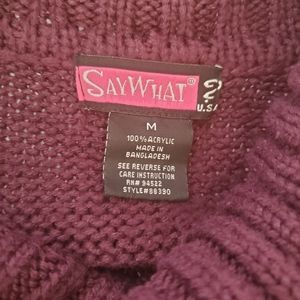 SAYWHAT®
U.S.A
M
100% ACRYLIC
MADE IN
BANGLADESH
SEE REVERSE FOR
CARE INSTRUCTION
RN# 94522
STYLE#88390